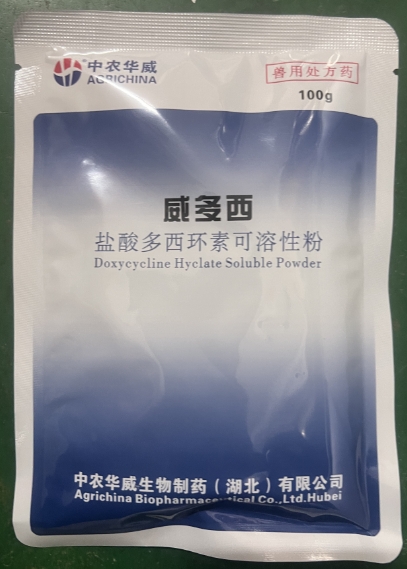 中农华威
AGRICHINA
兽用处方药
100g
威多西
盐酸多西环素可溶性粉
Doxycycline Hyclate Soluble Powder
中农华威生物制药（湖北）有限公司
Agrichina Biopharmaceutical Co.,Ltd.Hubei